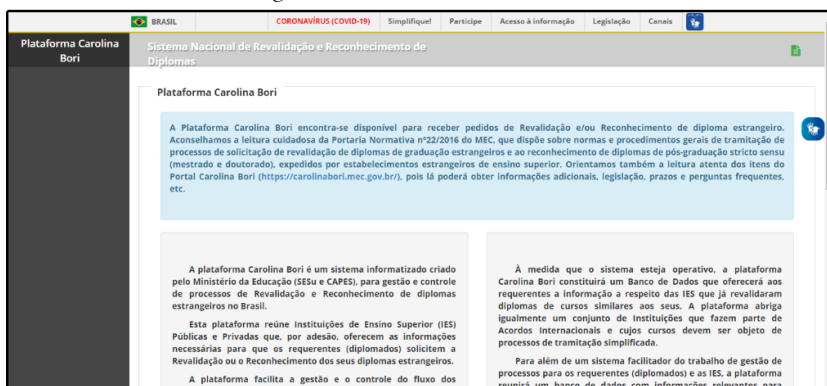 BRASIL CORONAVÍRUS (COVID-19) Simplifique! Participe Acesso à informação Legislação Canais
Plataforma Carolina
Bori
Sistema Nacional de Revalidação e Reconhecimento de
Diplomas
Plataforma Carolina Bori
A Plataforma Carolina Bori encontra-se disponível para receber pedidos de Revalidação e/ou Reconhecimento de diploma estrangeiro.
Aconselhamos a leitura cuidadosa da Portaria Normativa nº22/2016 do MEC, que dispõe sobre normas e procedimentos gerais de tramitação de
processos de solicitação de revalidação de diplomas de graduação estrangeiros e ao reconhecimento de diplomas de pós-graduação stricto sensu
(mestrado e doutorado), expedidos por estabelecimentos estrangeiros de ensino superior. Orientamos também a leitura atenta dos itens do
Portal Carolina Bori (https://carolinabori.mec.gov.br/), pois lá poderá obter informações adicionais, legislação, prazos e perguntas frequentes,
etc.
A plataforma Carolina Bori é um sistema informatizado criado
pelo Ministério da Educação (SESu e CAPES), para gestão e controle
de processos de Revalidação e Reconhecimento de diplomas
estrangeiros no Brasil.
Esta plataforma reúne Instituições de Ensino Superior (IES)
Públicas e Privadas que, por adesão, oferecem as informações
necessárias para que os requerentes (diplomados) solicitem a
Revalidação ou o Reconhecimento dos seus diplomas estrangeiros.
A plataforma facilita a gestão e o controle do fluxo dos
À medida que o sistema esteja operativo, a plataforma
Carolina Bori constituirá um Banco de Dados que oferecerá aos
requerentes a informação a respeito das IES que já revalidaram
diplomas de cursos similares aos seus. A plataforma abriga
igualmente um conjunto de Instituições que fazem parte de
Acordos Internacionais e cujos cursos devem ser objeto de
processos de tramitação simplificada.
Para além de um sistema facilitador do trabalho de gestão de
processos para os requerentes (diplomados) e as IES, a plataforma
reunirá um banco de dados com informações relevantes para